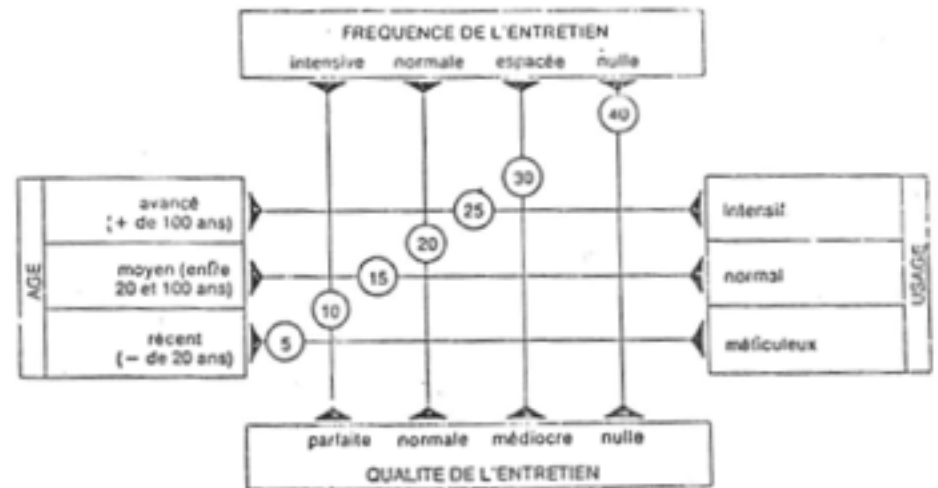 FREQUENCE DE L'ENTRETIEN
intensive normale espacée nulle
40
30
AGE
avancé
(+ de 100 ans)
25
Intensif
20
moyen (entre
20 et 100 ans)
15
normal
USAGE
10
récent
(− de 20 ans)
5
méticuleux
parfaite normale médiocre nulle
QUALITE DE L'ENTRETIEN